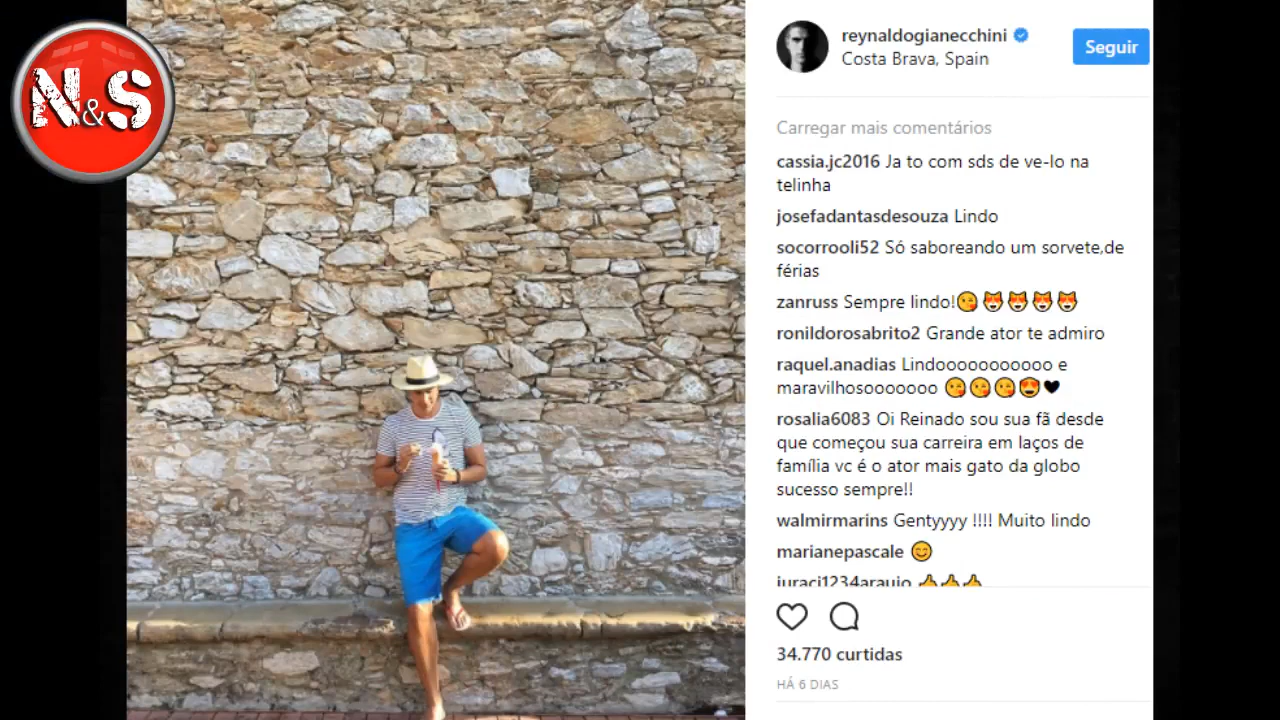 N&S
reynaldogianecchini
Costa Brava, Spain
Seguir
Carregar mais comentários
cassia.jc2016 Ja to com sds de ve-lo na
telinha
josefadantasdesouza Lindo
socorrooli52 Só saboreando um sorvete,de
férias
zanruss Sempre lindo!😘😻😻😻😻
ronildorosabrito2 Grande ator te admiro
raquel.anadias Lindooooooooooo e
maravilhosooooooo 😘😘😘😍🖤
rosalia6083 Oi Reinado sou sua fã desde
que começou sua carreira em laços de
família vc é o ator mais gato da globo
sucesso sempre!!
walmirmarins Gentyyyy !!!! Muito lindo
marianepascale 😊
juraci1234araujo 👍👍👍
34.770 curtidas
HÁ 6 DIAS